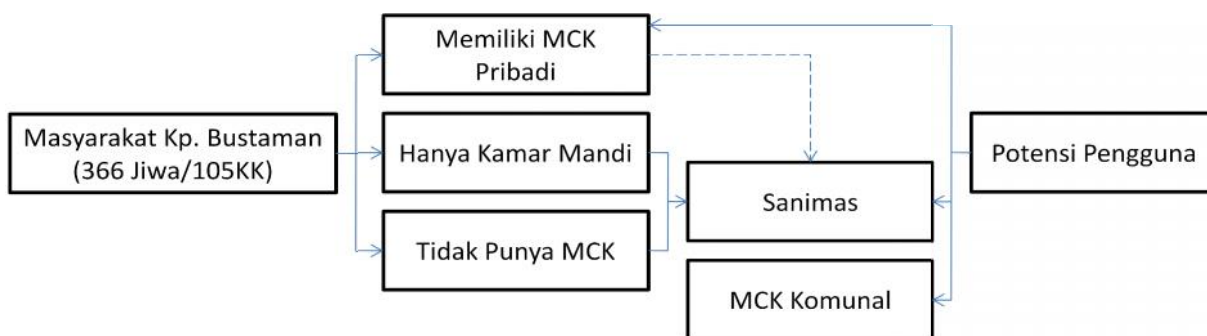 Memiliki MCK
Pribadi
Masyarakat Kp. Bustaman
(366 Jiwa/105KK)
Hanya Kamar Mandi
Potensi Pengguna
Sanimas
Tidak Punya MCK
MCK Komunal